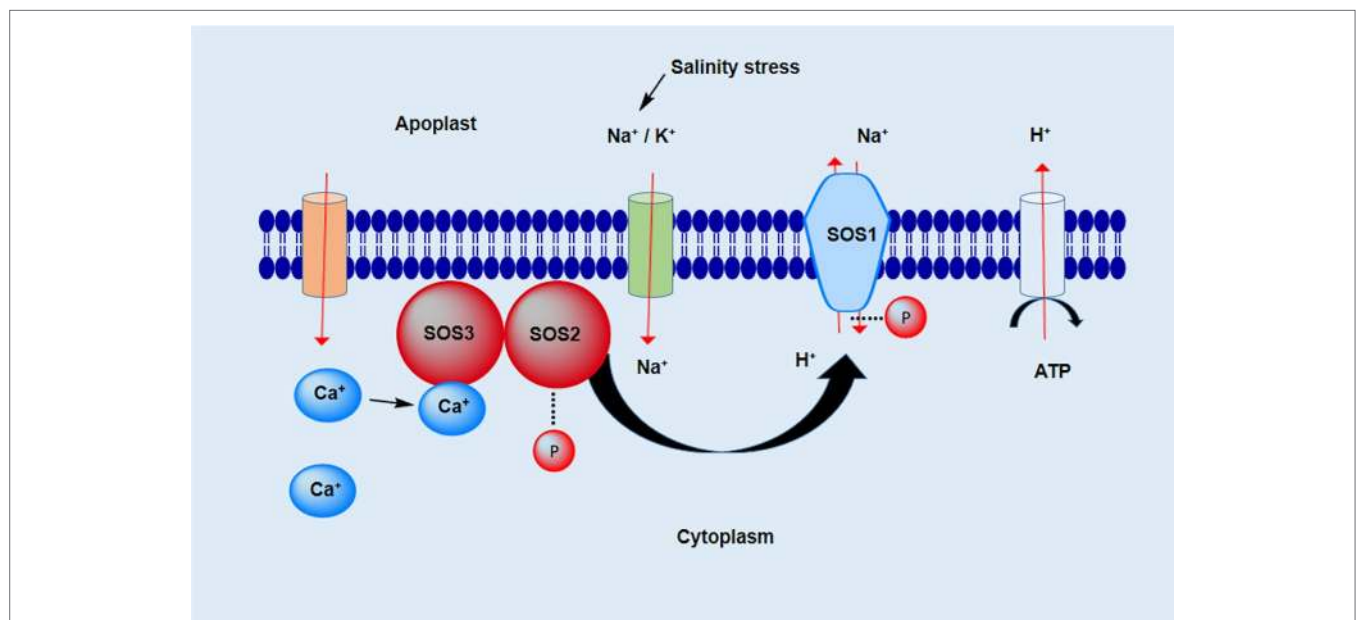 Salinity stress
Apoplast
Na⁺ / K⁺
Na⁺
H⁺
SOS1
SOS3
SOS2
P
Na⁺
H⁺
ATP
Ca⁺
Ca⁺
P
Ca⁺
Cytoplasm